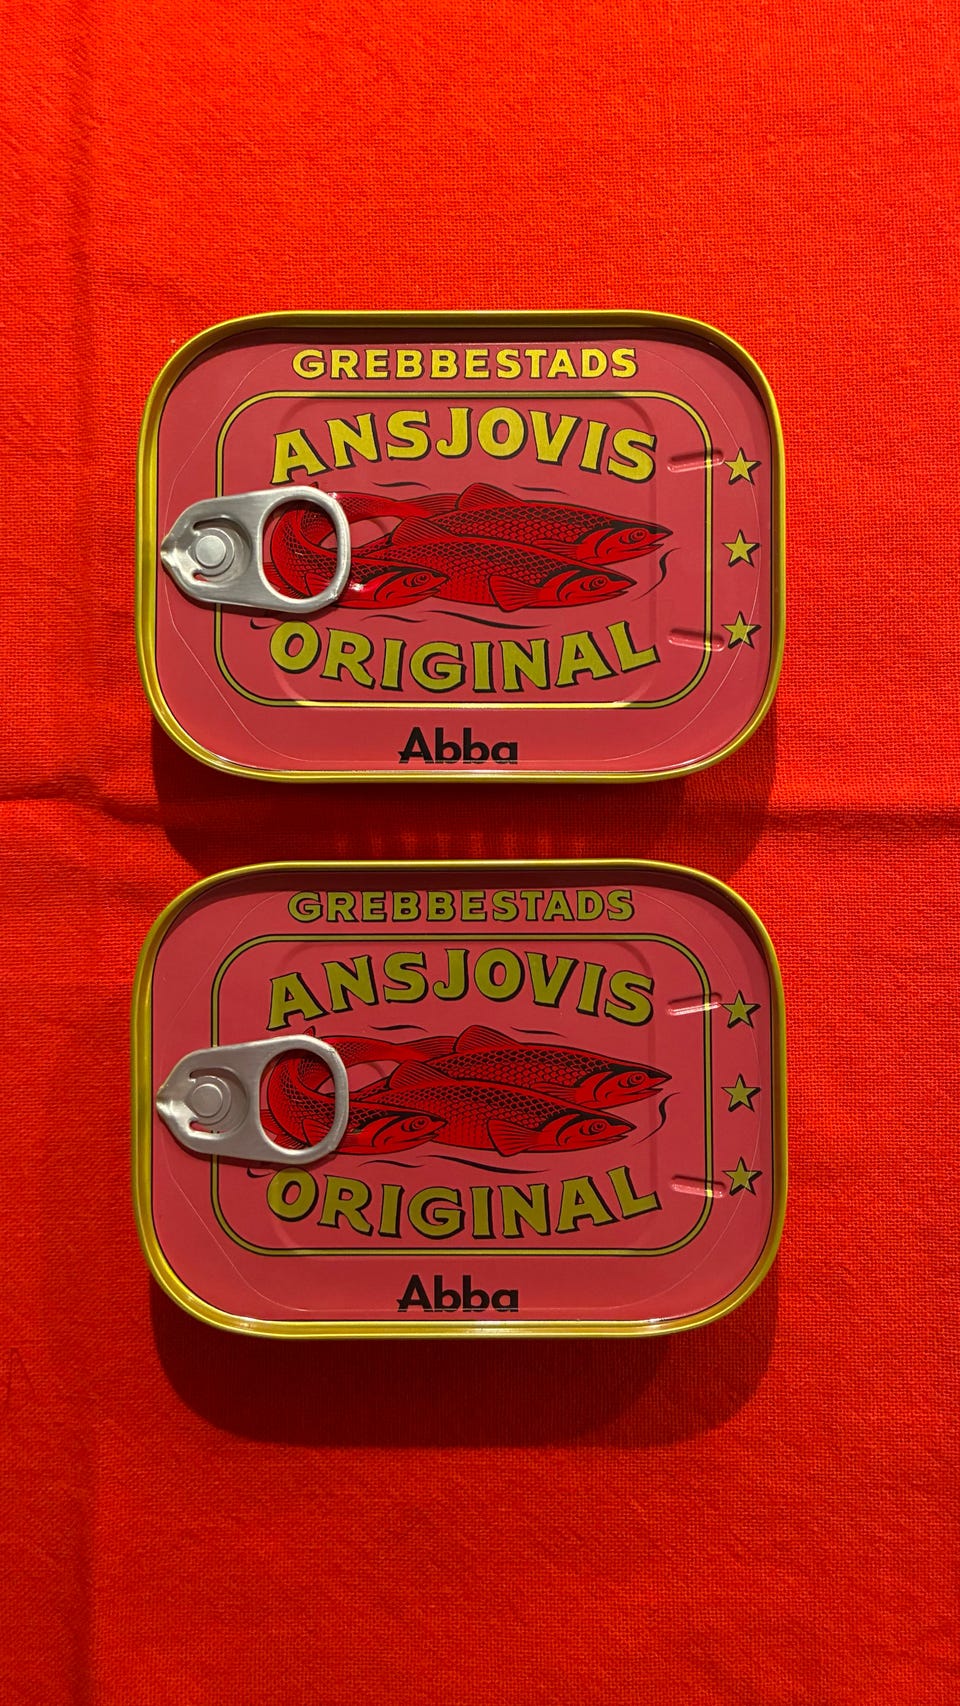 GREBBESTADS
ANSJOVIS
ORIGINAL
Abba
GREBBESTADS
ANSJOVIS
ORIGINAL
Abba